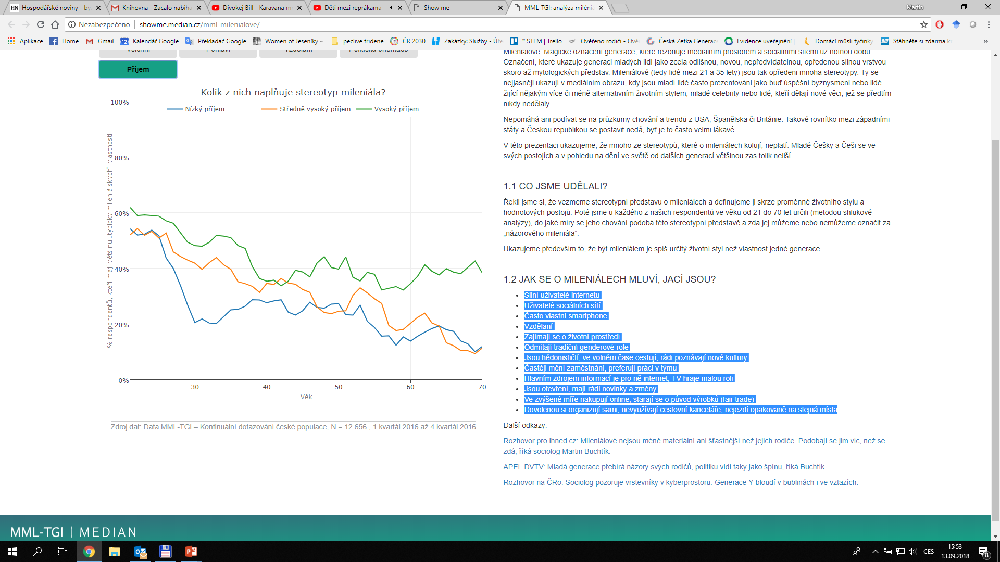 Hospodářské noviny - by
Knihovna - Zacalo nabiha
Divokej Bill - Karavana m
Děti mezi reprákama
Show me
MML-TGI: analýza milénia
Martin
Nezabezpečeno
showme.median.cz/mml-milenialove/
Aplikace
Home
Gmail
Kalendář Google
Překladač Google
Women of Jeseníky –
peclive tridene
ČR 2030
Zakázky: Služby • Úře
* STEM | Trello
Ověřeno rodiči - Ově
Česká Zetka Generac
Evidence uveřejnění |
Domácí müsli tyčinky
Stáhněte si zdarma k
»
Příjem
Kolik z nich naplňuje stereotyp mileniála?
Nízký příjem
Středně vysoký příjem
Vysoký příjem
% respondentů, kteří mají většinu „typicky mileniálských“ vlastností
100%
80%
60%
40%
20%
0%
30
40
50
60
70
Věk
Zdroj dat: Data MML-TGI – Kontinuální dotazování české populace, N = 12 656 , 1.kvartál 2016 až 4.kvartál 2016
Mileniálové. Magické označení generace, které rezonuje mediálním prostorem a sociálními sítěmi už notnou dobu.
Označení, které ukazuje generaci mladých lidí jako zcela odlišnou, novou, nepředvídatelnou, opředenou silnou vrstvou
skoro až mytologických představ. Mileniálové (tedy lidé mezi 21 a 35 lety) jsou tak opředeni mnoha stereotypy. Ty se
nejjasněji ukazují v mediálním obrazu, kdy jsou mladí lidé často prezentováni jako buď úspěšní byznysmeni nebo lidé
žijící nějakým více či méně alternativním životním stylem, mladé celebrity nebo lidé, kteří dělají nové věci, jež se předtím
nikdy nedělaly.
Nepomáhá ani podívat se na průzkumy chování a trendů z USA, Španělska či Británie. Takové rovnítko mezi západními
státy a Českou republikou se postavit nedá, byť je to často velmi lákavé.
V této prezentaci ukazujeme, že mnoho ze stereotypů, které o mileniálech kolují, neplatí. Mladé Češky a Češi se ve
svých postojích a v pohledu na dění ve světě od dalších generací většinou zas tolik neliší.
1.1 CO JSME UDĚLALI?
Řekli jsme si, že vezmeme stereotypní představu o mileniálech a definujeme ji skrze proměnné životního stylu a
hodnotových postojů. Poté jsme u každého z našich respondentů ve věku od 21 do 70 let určili (metodou shlukové
analýzy), do jaké míry se jeho chování podobá této stereotypní představě a zda jej můžeme nebo nemůžeme označit za
„názorového mileniála“.
Ukazujeme především to, že být mileniálem je spíš určitý životní styl než vlastnost jedné generace.
1.2 JAK SE O MILENIÁLECH MLUVÍ, JACÍ JSOU?
• Silní uživatelé internetu
• Uživatelé sociálních sítí
• Často vlastní smartphone
• Vzdělaní
• Zajímají se o životní prostředí
• Odmítají tradiční genderové role
• Jsou hédonističtí, ve volném čase cestují, rádi poznávají nové kultury
• Častěji mění zaměstnání, preferují práci v týmu
• Hlavním zdrojem informací je pro ně internet, TV hraje malou roli
• Jsou otevření, mají rádi novinky a změny
• Ve zvýšené míře nakupují online, starají se o původ výrobků (fair trade)
• Dovolenou si organizují sami, nevyužívají cestovní kanceláře, nejezdí opakovaně na stejná místa
Další odkazy:
Rozhovor pro ihned.cz: Mileniálové nejsou méně materiální ani šťastnější než jejich rodiče. Podobají se jim víc, než se
zdá, říká sociolog Martin Buchtík.
APEL DVTV: Mladá generace přebírá názory svých rodičů, politiku vidí taky jako špínu, říká Buchtík.
Rozhovor na ČRo: Sociolog pozoruje vrstevníky v kyberprostoru: Generace Y bloudí v bublinách i ve vztazích.
MML-TGI | MEDIAN
CES
15:53
13.09.2018
8